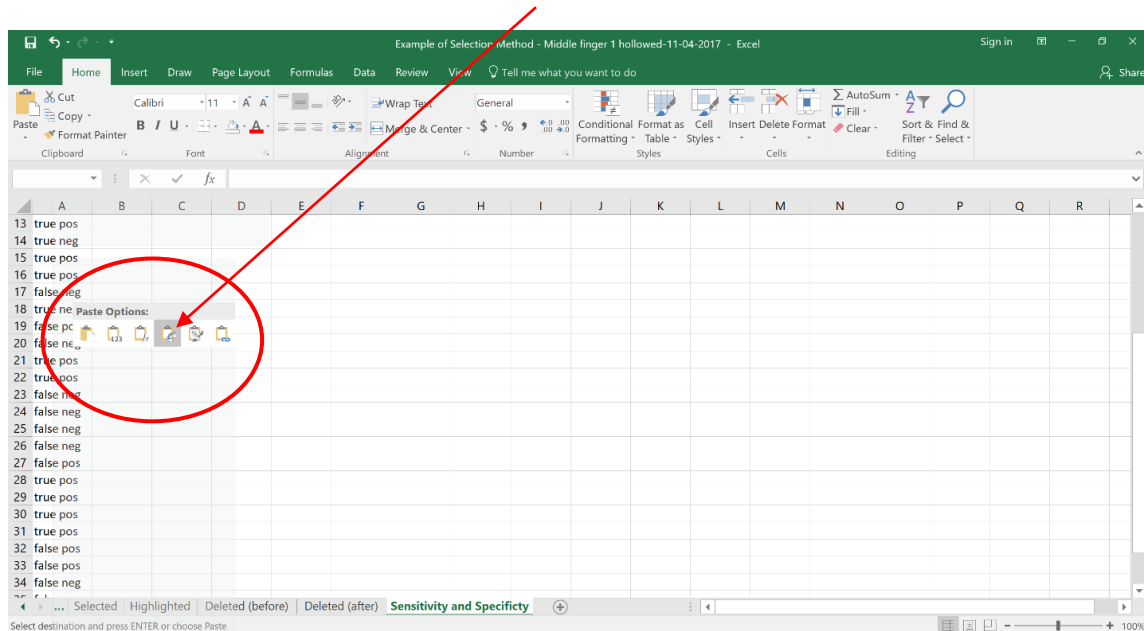 Example of Selection Method - Middle finger 1 hollowed-11-04-2017 - Excel
Sign in
File Home Insert Draw Page Layout Formulas Data Review View Tell me what you want to do
Share
Cut
Copy
Format Painter
Paste
Calibri 11 A A
B I U A
Wrap Text
Merge & Center
General
$ % , .0 .00 .00 .0
Conditional Formatting
Format as Table
Cell Styles
Insert Delete Format
AutoSum
Fill
Clear
Sort & Filter
Find & Select
Clipboard Font Alignment Number Styles Cells Editing
fx
A B C D E F G H I J K L M N O P Q R
13 true pos
14 true neg
15 true pos
16 true pos
17 false neg
18 true ne
Paste Options:
19 false po
20 false neg
21 true pos
22 true pos
23 false neg
24 false neg
25 false neg
26 false neg
27 false pos
28 true pos
29 true pos
30 true pos
31 true pos
32 false pos
33 false pos
34 false neg
... Selected Highlighted Deleted (before) Deleted (after) Sensitivity and Specificty
Select destination and press ENTER or choose Paste
100%